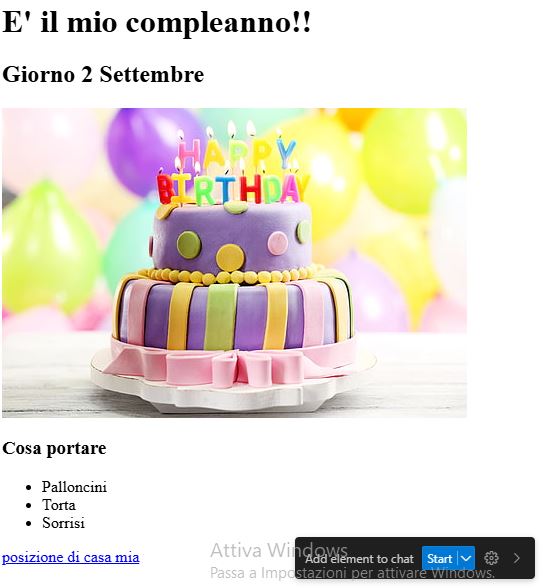 E' il mio compleanno!!
Giorno 2 Settembre
HAPPY
BIRTHDAY
Cosa portare
Palloncini
Torta
Sorrisi
posizione di casa mia
Attiva Windows
Passa a Impostazioni per attivare Windows.
Add element to chat Start